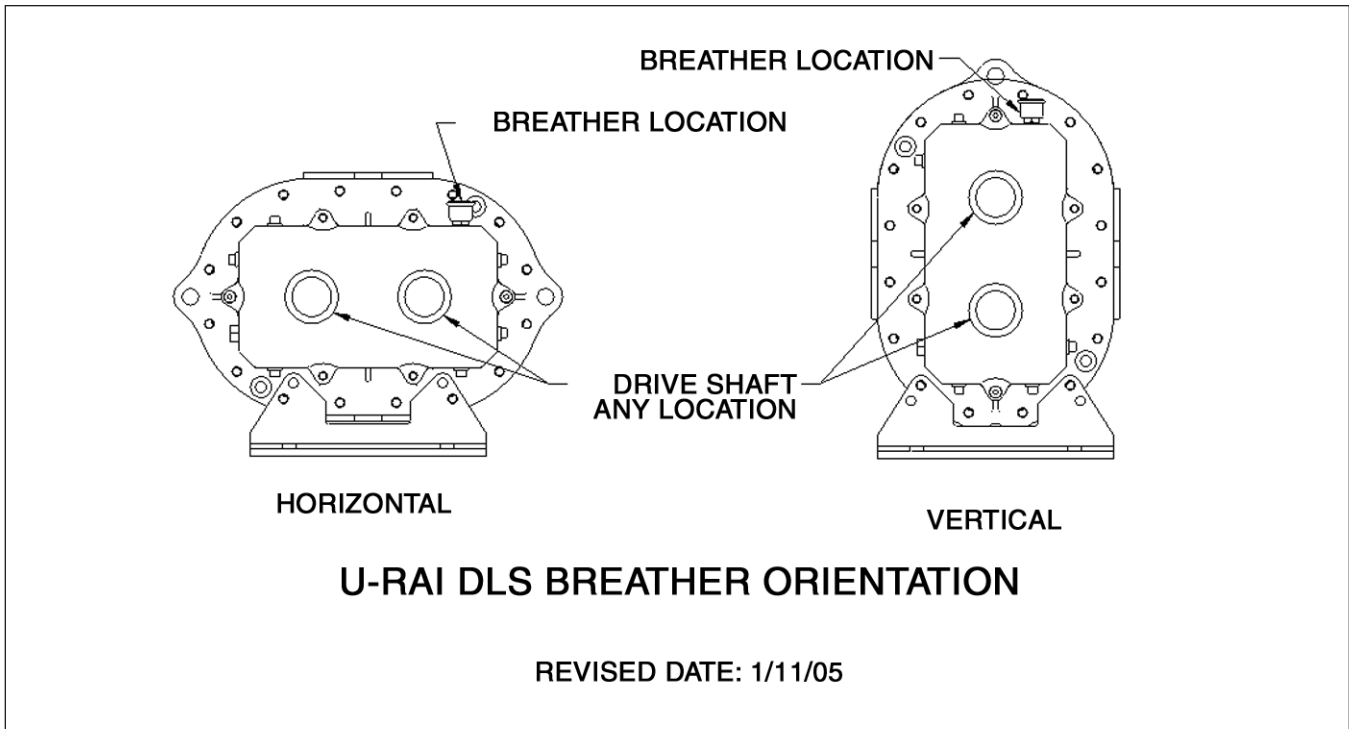 BREATHER LOCATION
BREATHER LOCATION
DRIVE SHAFT
ANY LOCATION
HORIZONTAL
VERTICAL
U-RAI DLS BREATHER ORIENTATION
REVISED DATE: 1/11/05